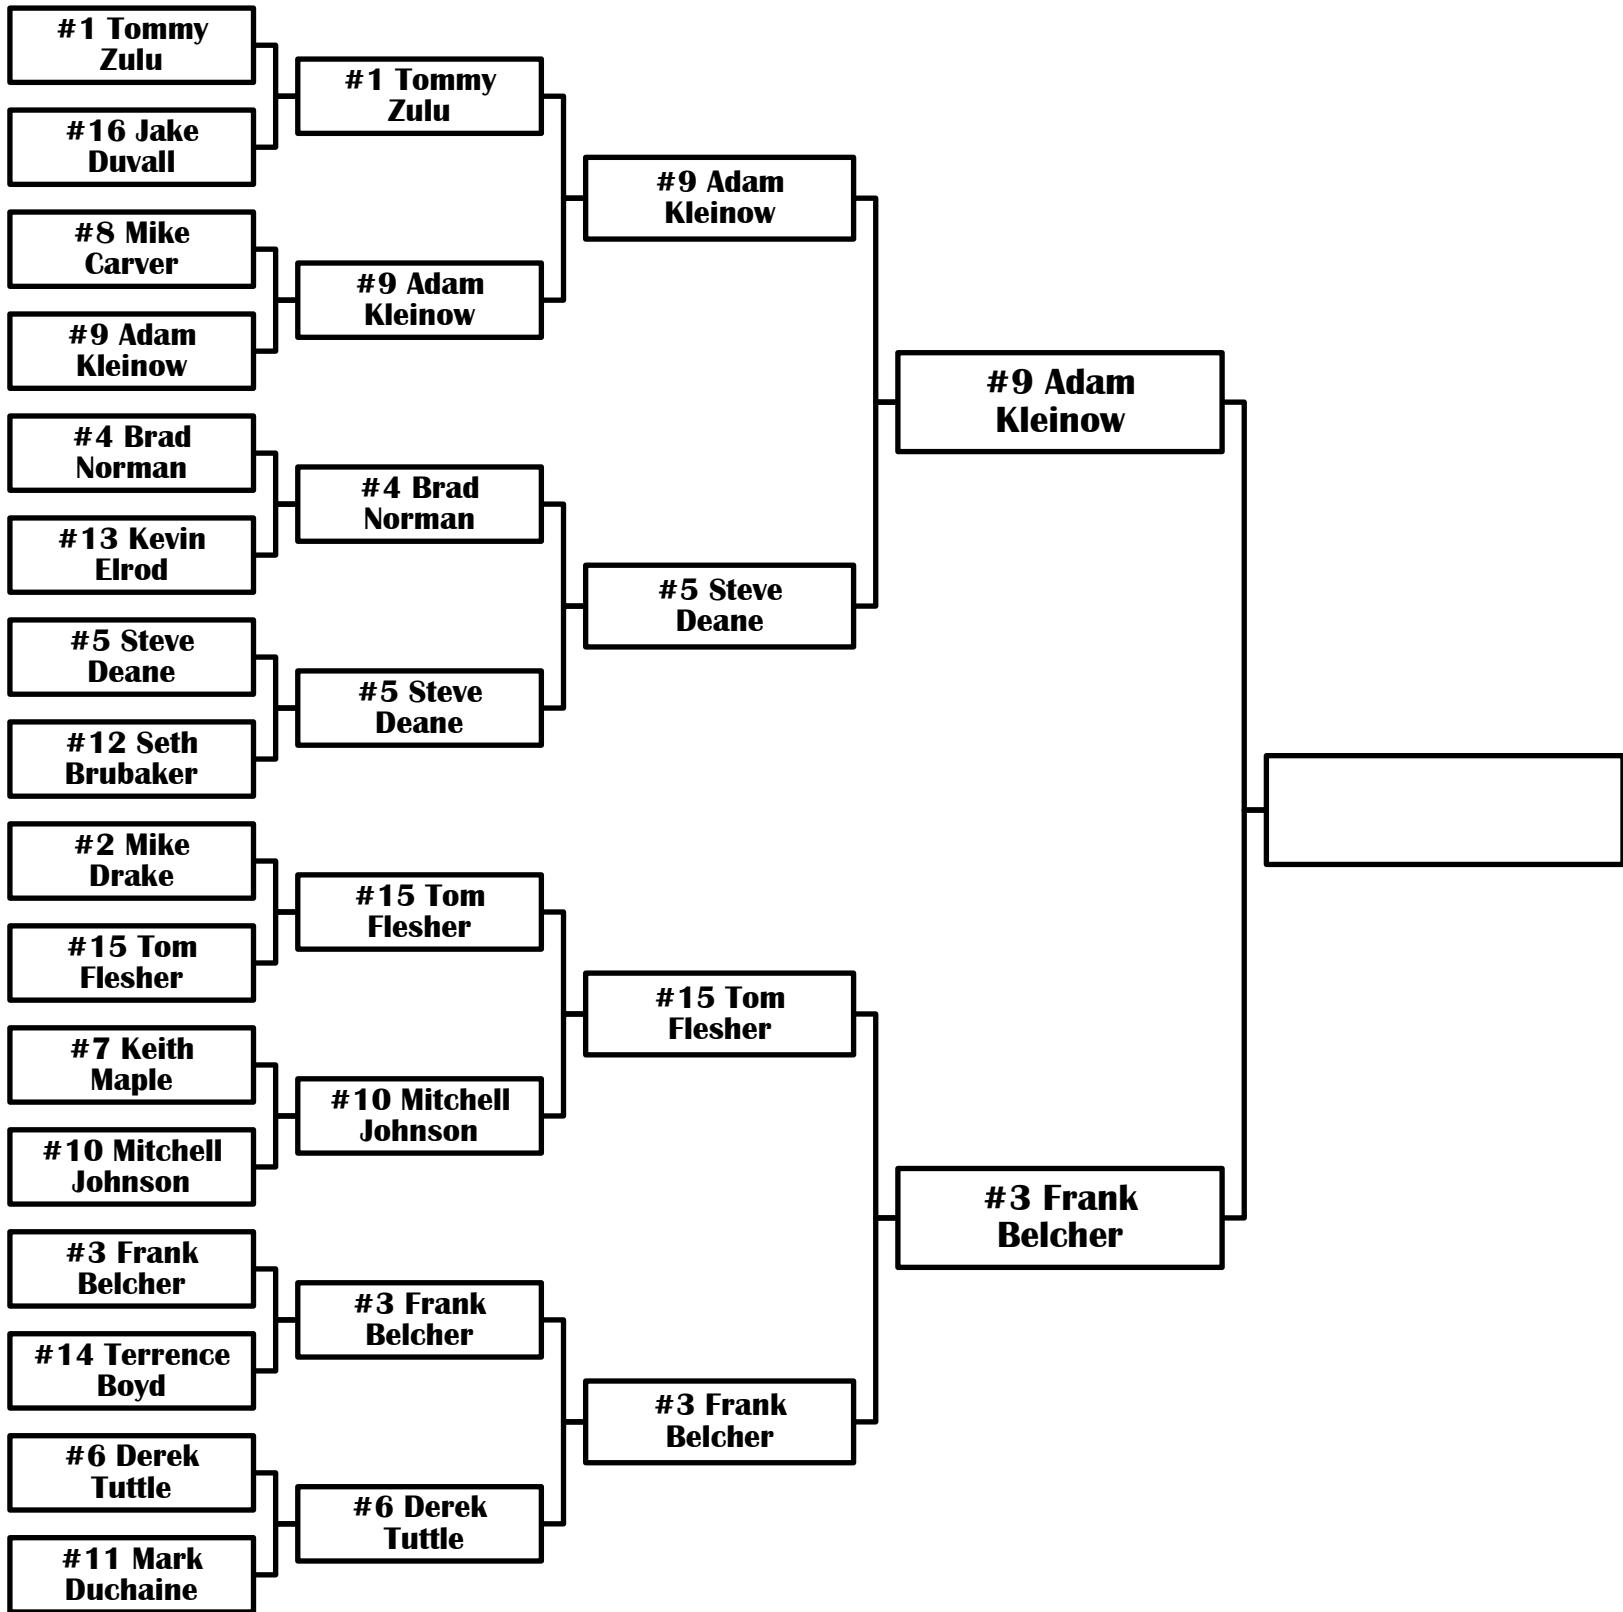 #1 Tommy
Zulu
#16 Jake
Duvall
#8 Mike
Carver
#9 Adam
Kleinow
#4 Brad
Norman
#13 Kevin
Elrod
#5 Steve
Deane
#12 Seth
Brubaker
#2 Mike
Drake
#15 Tom
Flesher
#7 Keith
Maple
#10 Mitchell
Johnson
#3 Frank
Belcher
#14 Terrence
Boyd
#6 Derek
Tuttle
#11 Mark
Duchaine
#1 Tommy
Zulu
#9 Adam
Kleinow
#4 Brad
Norman
#5 Steve
Deane
#15 Tom
Flesher
#10 Mitchell
Johnson
#3 Frank
Belcher
#6 Derek
Tuttle
#9 Adam
Kleinow
#5 Steve
Deane
#15 Tom
Flesher
#3 Frank
Belcher
#9 Adam
Kleinow
#3 Frank
Belcher